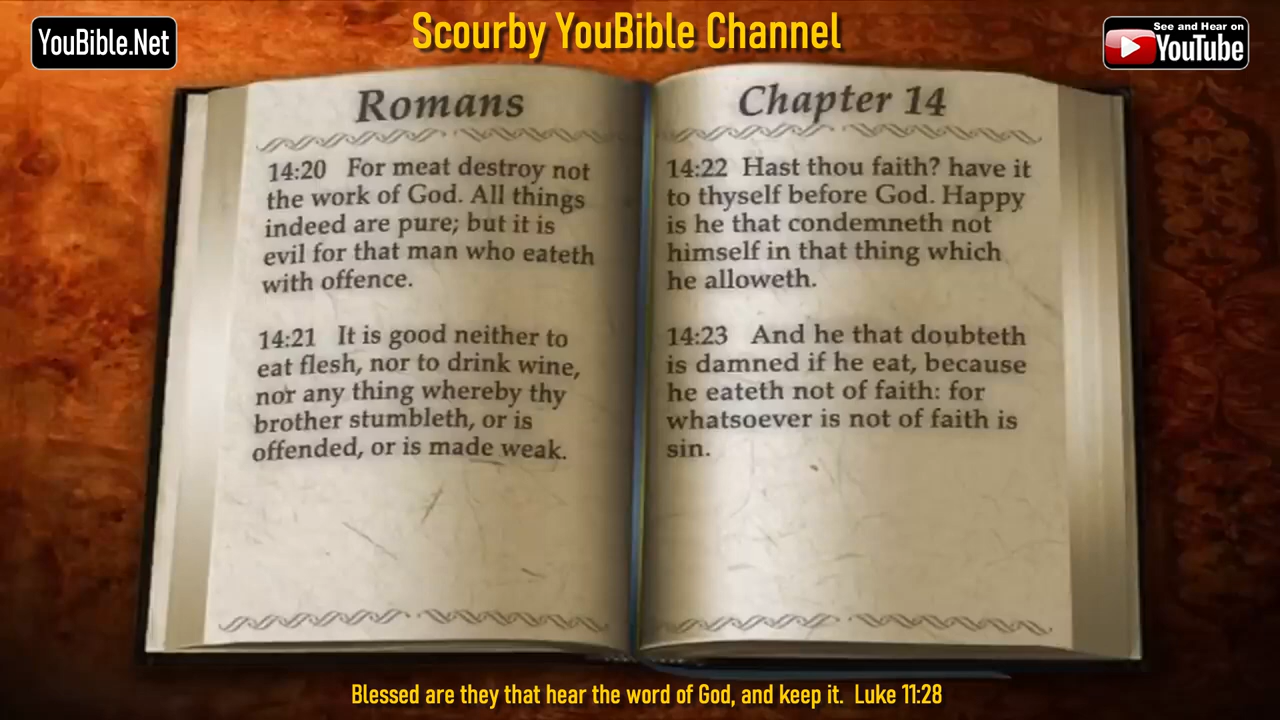 Scourby YouBible Channel
YouBible.Net
See and Hear on
YouTube
Romans
14:20 For meat destroy not
the work of God. All things
indeed are pure; but it is
evil for that man who eateth
with offence.
14:21 It is good neither to
eat flesh, nor to drink wine,
nor any thing whereby thy
brother stumbleth, or is
offended, or is made weak.
Chapter 14
14:22 Hast thou faith? have it
to thyself before God. Happy
is he that condemneth not
himself in that thing which
he alloweth.
14:23 And he that doubteth
is damned if he eat, because
he eateth not of faith: for
whatsoever is not of faith is
sin.
Blessed are they that hear the word of God, and keep it. Luke 11:28